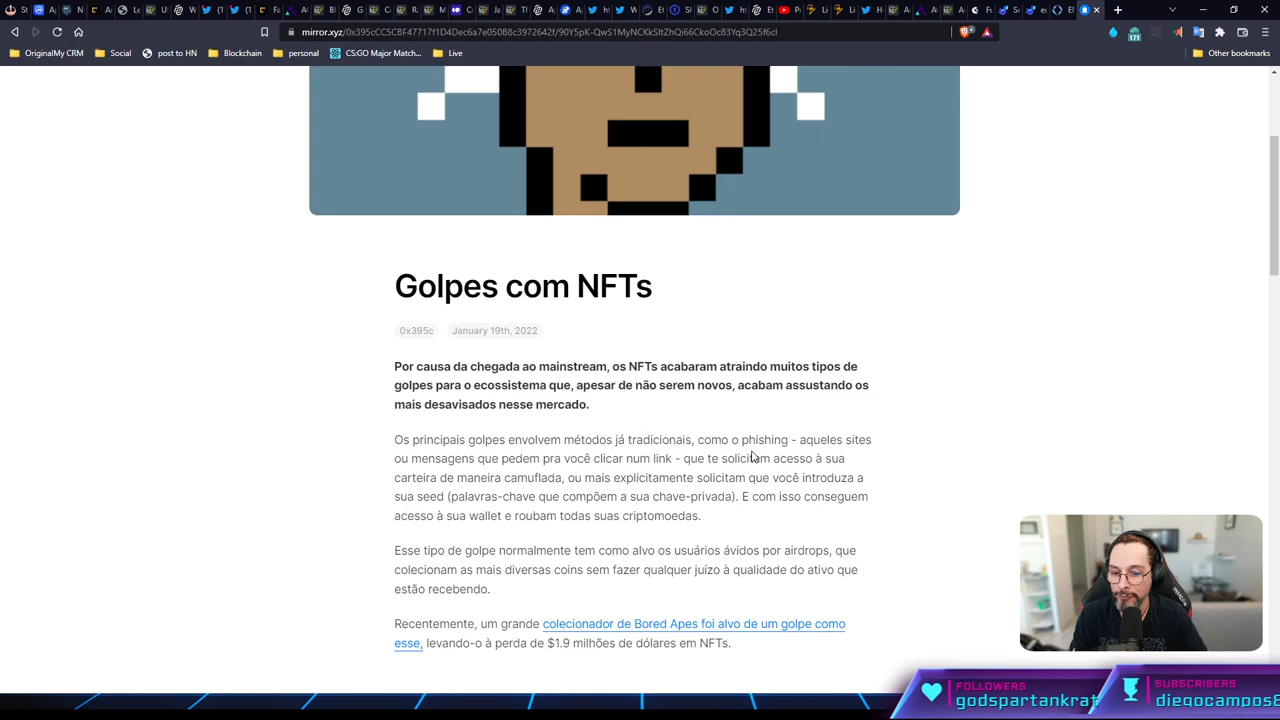 mirror.xyz/0x395cCC5CBF47717f1D4Dec6a7e050B8c3972642f/90Y5pK-QwS1MyNCKkSltZhQi66CkoOc83Yq3Q25f6cI
171
OriginalMy CRM
Social
post to HN
Blockchain
personal
CS:GO Major Match...
Live
Other bookmarks
Golpes com NFTs
0x395c
January 19th, 2022
Por causa da chegada ao mainstream, os NFTs acabaram atraindo muitos tipos de
golpes para o ecossistema que, apesar de não serem novos, acabam assustando os
mais desavisados nesse mercado.
Os principais golpes envolvem métodos já tradicionais, como o phishing - aqueles sites
ou mensagens que pedem pra você clicar num link - que te solicitam acesso à sua
carteira de maneira camuflada, ou mais explicitamente solicitam que você introduza a
sua seed (palavras-chave que compõem a sua chave-privada). E com isso conseguem
acesso à sua wallet e roubam todas suas criptomoedas.
Esse tipo de golpe normalmente tem como alvo os usuários ávidos por airdrops, que
colecionam as mais diversas coins sem fazer qualquer juízo à qualidade do ativo que
estão recebendo.
Recentemente, um grande colecionador de Bored Apes foi alvo de um golpe como
esse, levando-o à perda de $1.9 milhões de dólares em NFTs.
FOLLOWERS
godspartankrat
SUBSCRIBERS
diegocampos8